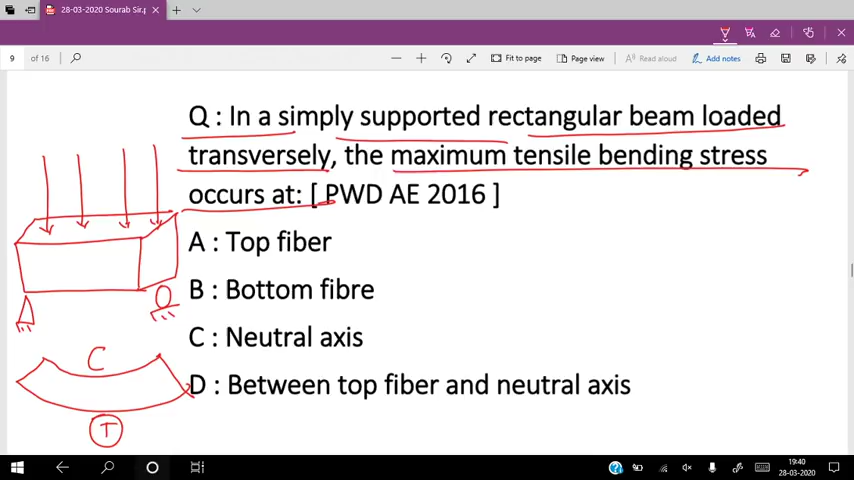 28-03-2020 Sourab Sir.p
9 of 16
Fit to page
Page view
Read aloud
Add notes
Q : In a simply supported rectangular beam loaded
transversely, the maximum tensile bending stress
occurs at: [ PWD AE 2016 ]
A : Top fiber
B : Bottom fibre
C : Neutral axis
D : Between top fiber and neutral axis
C
T
19:40
28-03-2020